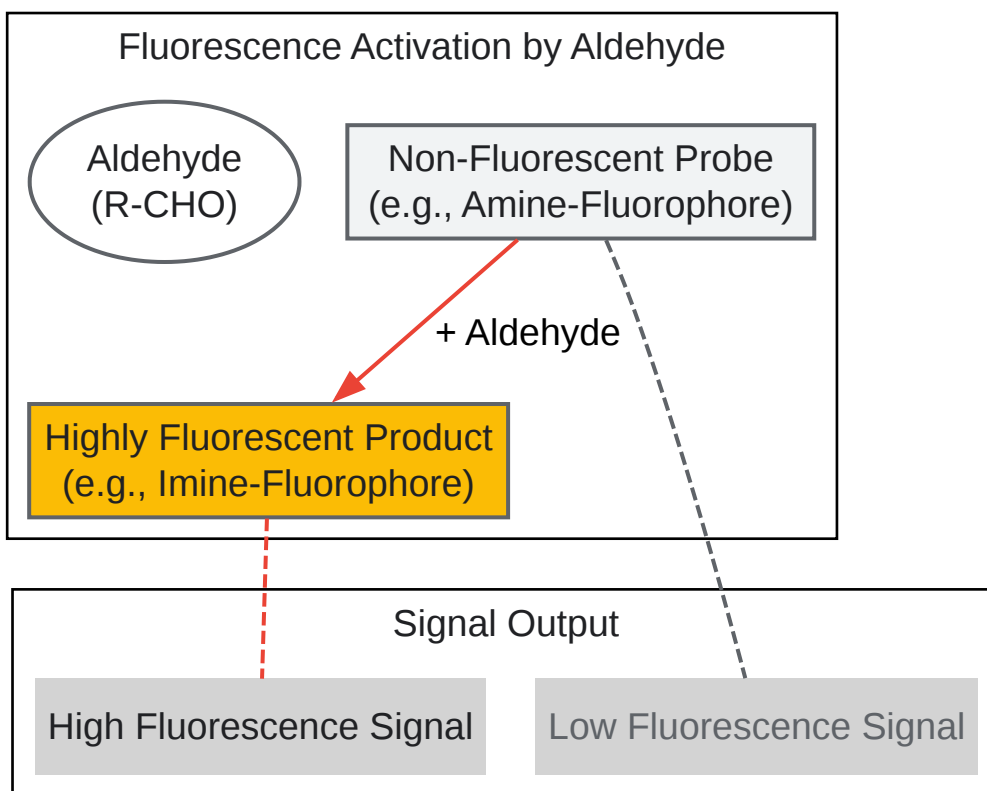 Fluorescence Activation by Aldehyde
Aldehyde
(R-CHO)
Non-Fluorescent Probe
(e.g., Amine-Fluorophore)
+ Aldehyde
Highly Fluorescent Product
(e.g., Imine-Fluorophore)
Signal Output
High Fluorescence Signal
Low Fluorescence Signal